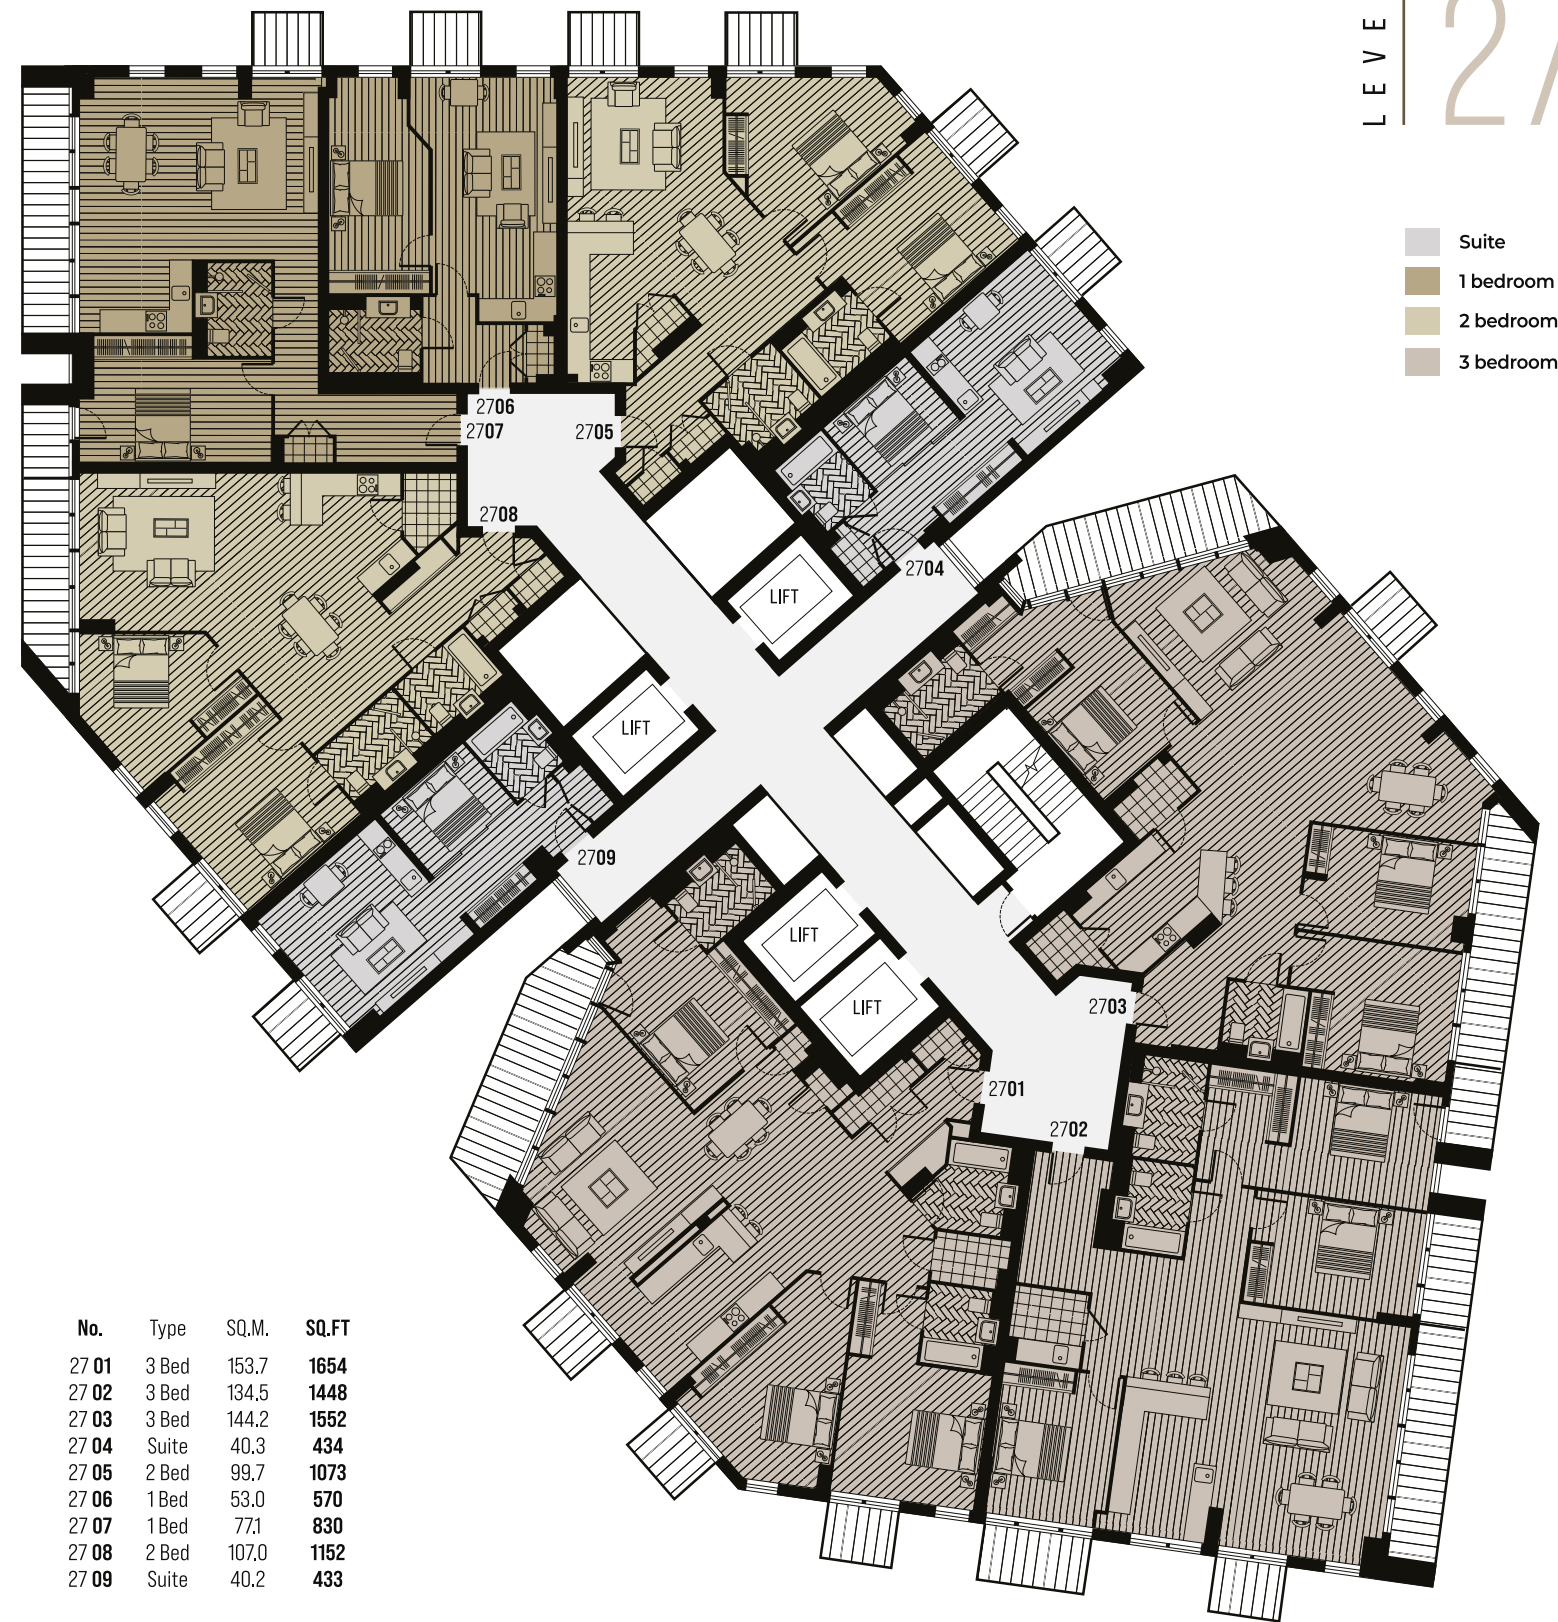 LEVE
27
Suite
1 bedroom
2 bedroom
3 bedroom
2706
2707
2705
2708
2704
LIFT
LIFT
2709
LIFT
LIFT
2703
2701
2702
No. Type SQ.M. SQ.FT
27 01 3 Bed 153.7 1654
27 02 3 Bed 134.5 1448
27 03 3 Bed 144.2 1552
27 04 Suite 40.3 434
27 05 2 Bed 99.7 1073
27 06 1 Bed 53.0 570
27 07 1 Bed 77.1 830
27 08 2 Bed 107.0 1152
27 09 Suite 40.2 433